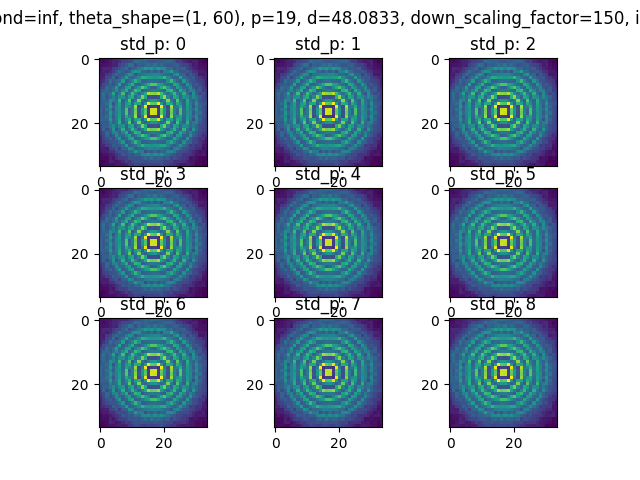 ond=inf, theta_shape=(1, 60), p=19, d=48.0833, down_scaling_factor=150, i
std_p: 0 std_p: 1 std_p: 2
0 0 0
20 20 20
0 20 0 20 0 20
std_p: 3 std_p: 4 std_p: 5
0 0 0
20 20 20
0 20 0 20 0 20
std_p: 6 std_p: 7 std_p: 8
0 0 0
20 20 20
0 20 0 20 0 20